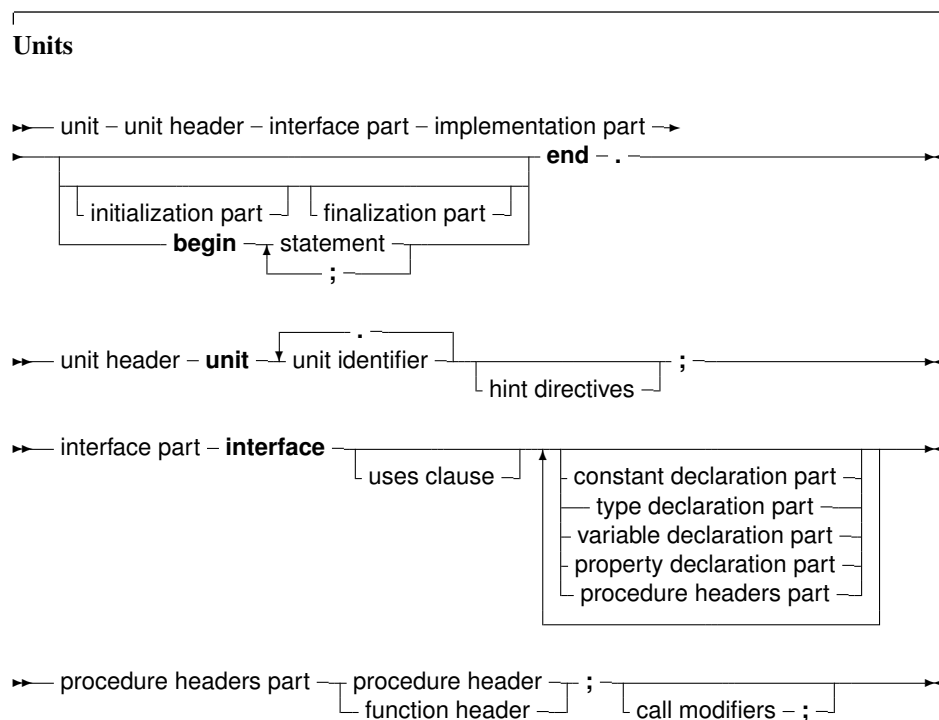 Units
unit – unit header – interface part – implementation part
end – .
initialization part finalization part
begin statement
;
.
unit header – unit unit identifier ;
hint directives
interface part – interface
uses clause constant declaration part
type declaration part
variable declaration part
property declaration part
procedure headers part
procedure headers part procedure header ;
function header call modifiers – ;